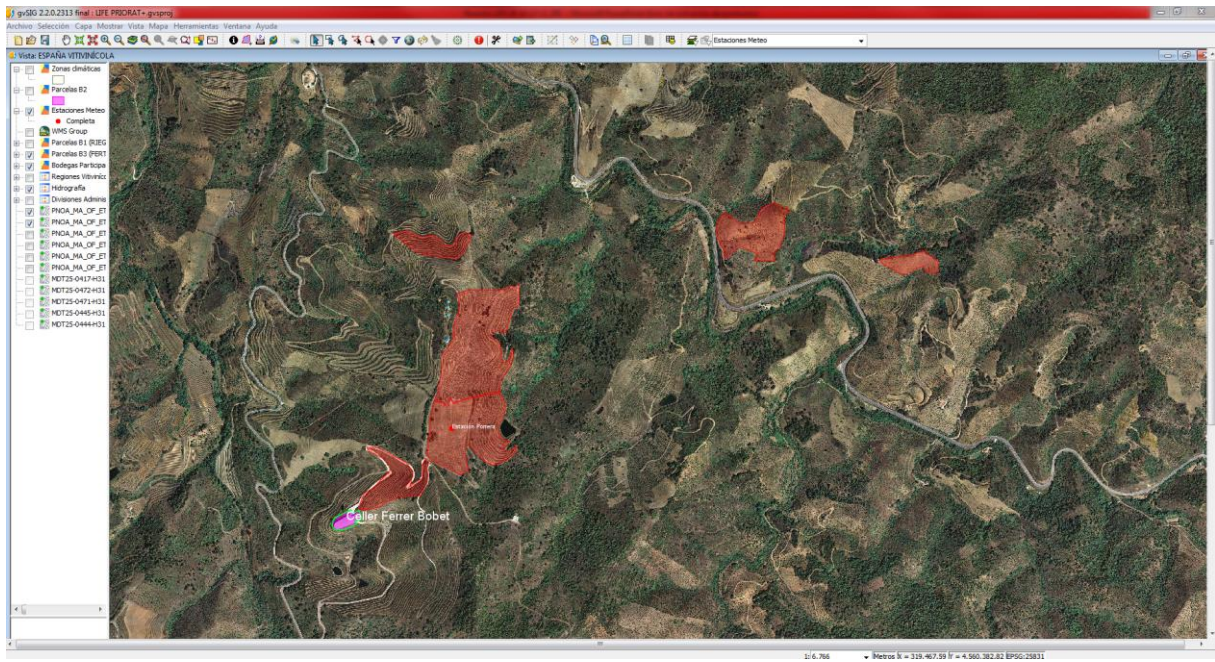 gvSIG 2.2.0.2313 final : LIFE PRIORAT+.gvsproj
Archivo Selección Capa Mostrar Vista Mapa Herramientas Ventana Ayuda
Estaciones Meteo
Vista: ESPAÑA VITIVINÍCOLA
Zonas climáticas
Parcelas B2
Estaciones Meteo
Completa
WMS Group
Parcelas B1 (RIEG
Parcelas B3 (FERT
Bodegas Participa
Regiones Vitiviníc
Hidrografía
Divisiones Adminis
PNOA_MA_OF_ET
PNOA_MA_OF_ET
PNOA_MA_OF_ET
PNOA_MA_OF_ET
PNOA_MA_OF_ET
PNOA_MA_OF_ET
MDT25-0417-H31
MDT25-0472-H31
MDT25-0471-H31
MDT25-0445-H31
MDT25-0444-H31
Estación Porrera
Celler Ferrer Bobet
1: 6.766 Metros X = 319.467,59 Y = 4.560.382,82 EPSG:25831